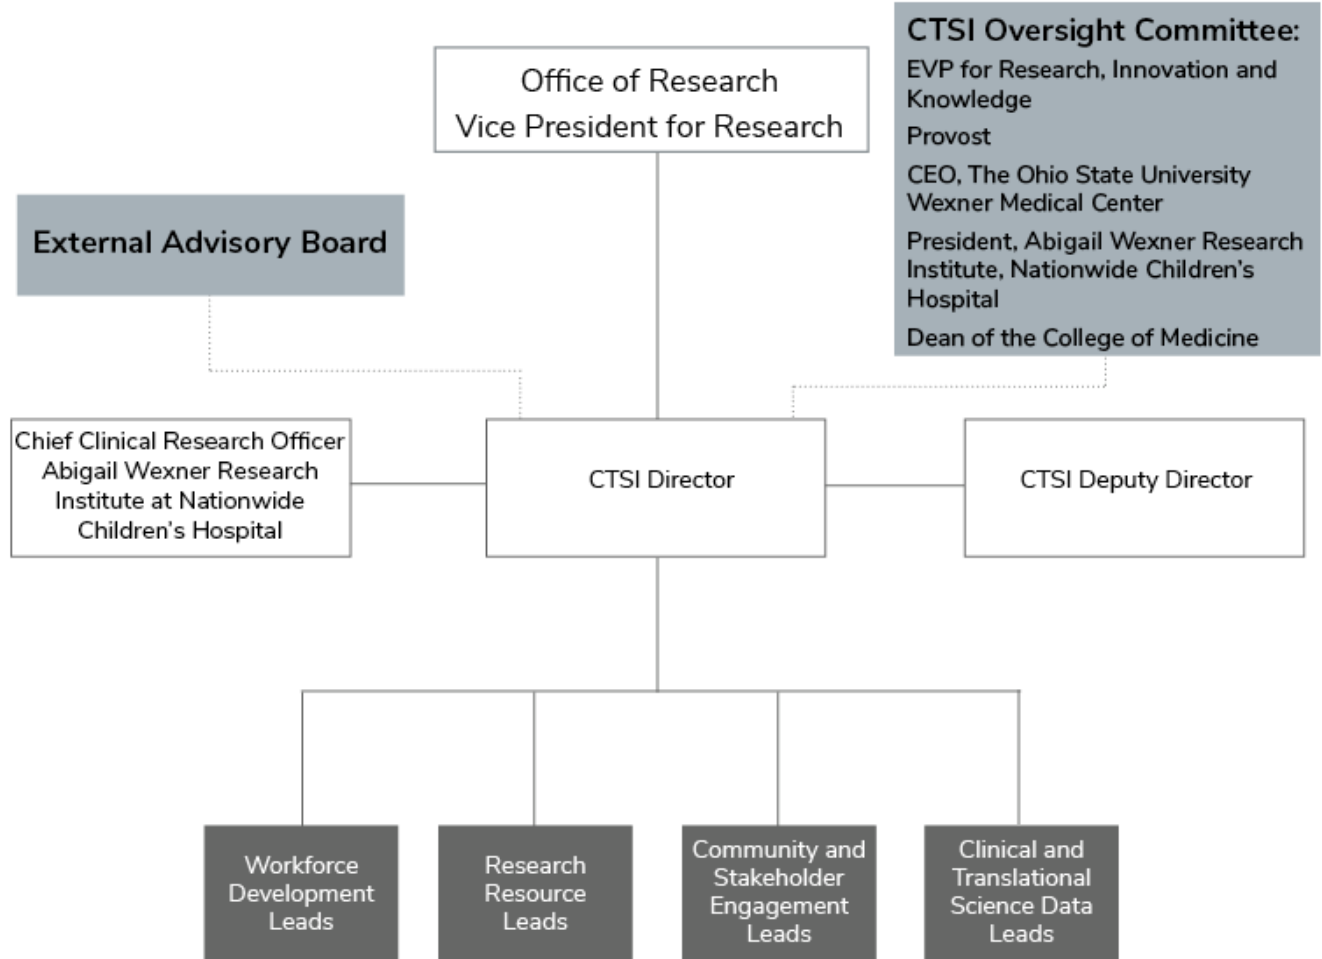 Office of Research
Vice President for Research
CTSI Oversight Committee:
EVP for Research, Innovation and
Knowledge
Provost
CEO, The Ohio State University
Wexner Medical Center
President, Abigail Wexner Research
Institute, Nationwide Children's
Hospital
Dean of the College of Medicine
External Advisory Board
Chief Clinical Research Officer
Abigail Wexner Research
Institute at Nationwide
Children's Hospital
CTSI Director
CTSI Deputy Director
Workforce
Development
Leads
Research
Resource
Leads
Community and
Stakeholder
Engagement
Leads
Clinical and
Translational
Science Data
Leads